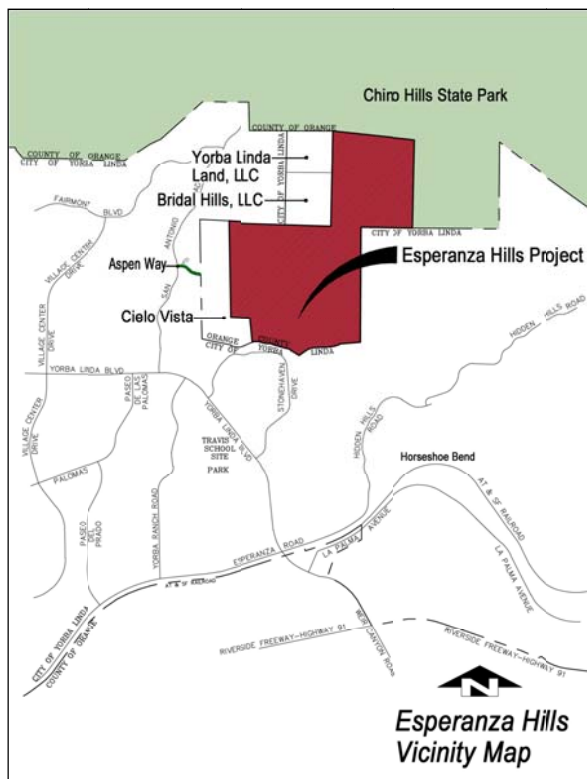 Chino Hills State Park
COUNTY OF ORANGE
COUNTY OF ORANGE
CITY OF YORBA LINDA
Yorba Linda
Land, LLC
Bridal Hills, LLC
CITY OF YORBA LINDA
CITY OF YORBA LINDA
FAIRMONT
BLVD
Aspen Way
SAN ANTONIO
Esperanza Hills Project
VILLAGE CENTER
DRIVE
Cielo Vista
ORANGE COUNTY
CITY OF YORBA LINDA
HIDDEN HILLS ROAD
VILLAGE CENTER
DRIVE
YORBA LINDA BLVD
PASEO
DE LAS
PALOMAS
STONEHAVEN
DRIVE
YORBA LINDA BLVD
VILLAGE CENTER
DRIVE
TRAVIS
SCHOOL
SITE
PARK
HIDDEN HILLS
ROAD
Horseshoe Bend
PALOMAS
PASEO
DEL
PRADO
YORBA RANCH ROAD
AT & SF RAILROAD
ESPERANZA ROAD
LA PALMA AVENUE
AT & SF RAILROAD
LA PALMA
AVENUE
CITY OF YORBA LINDA
COUNTY OF ORANGE
WEIR CANYON
ROAD
RIVERSIDE FREEWAY-HIGHWAY 91
RIVERSIDE FREEWAY-HIGHWAY 91
N
Esperanza Hills
Vicinity Map